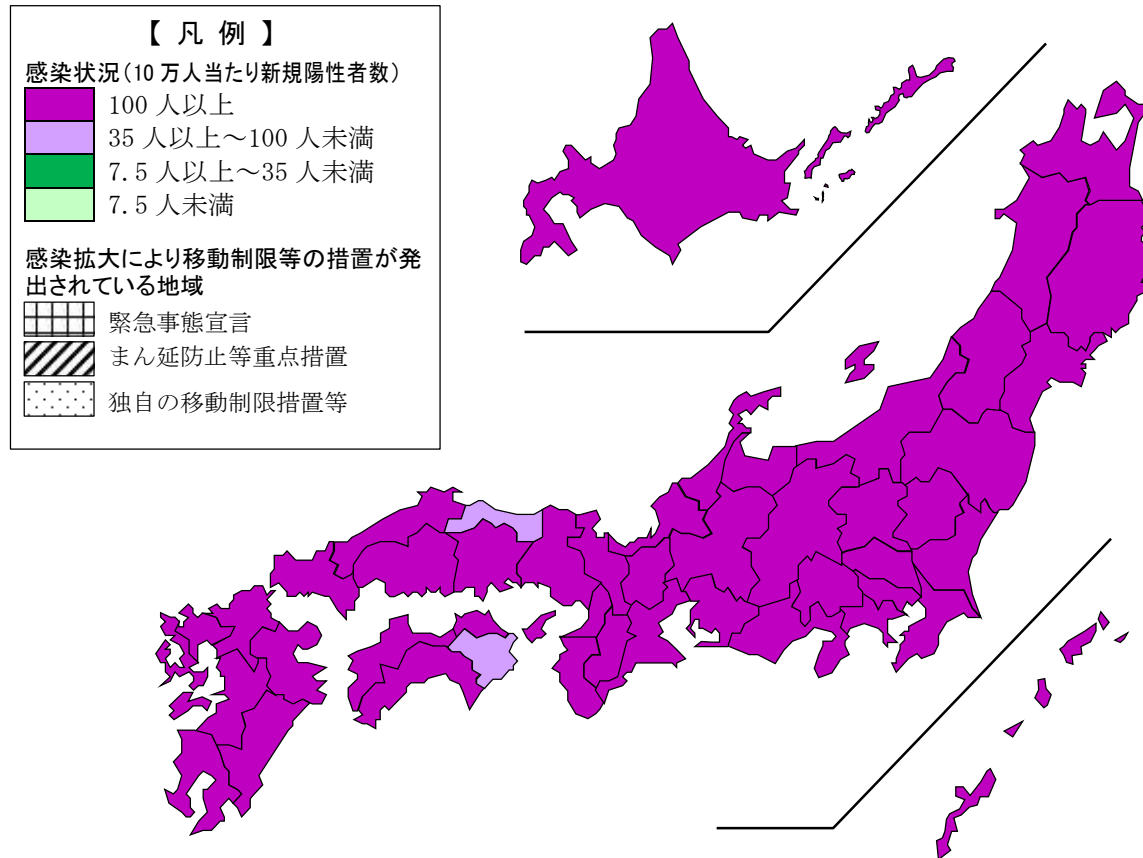 【 凡 例 】
感染状況(10 万人当たり新規陽性者数)
100 人以上
35 人以上~100 人未満
7.5 人以上~35 人未満
7.5 人未満
感染拡大により移動制限等の措置が発
出されている地域
緊急事態宣言
まん延防止等重点措置
独自の移動制限措置等